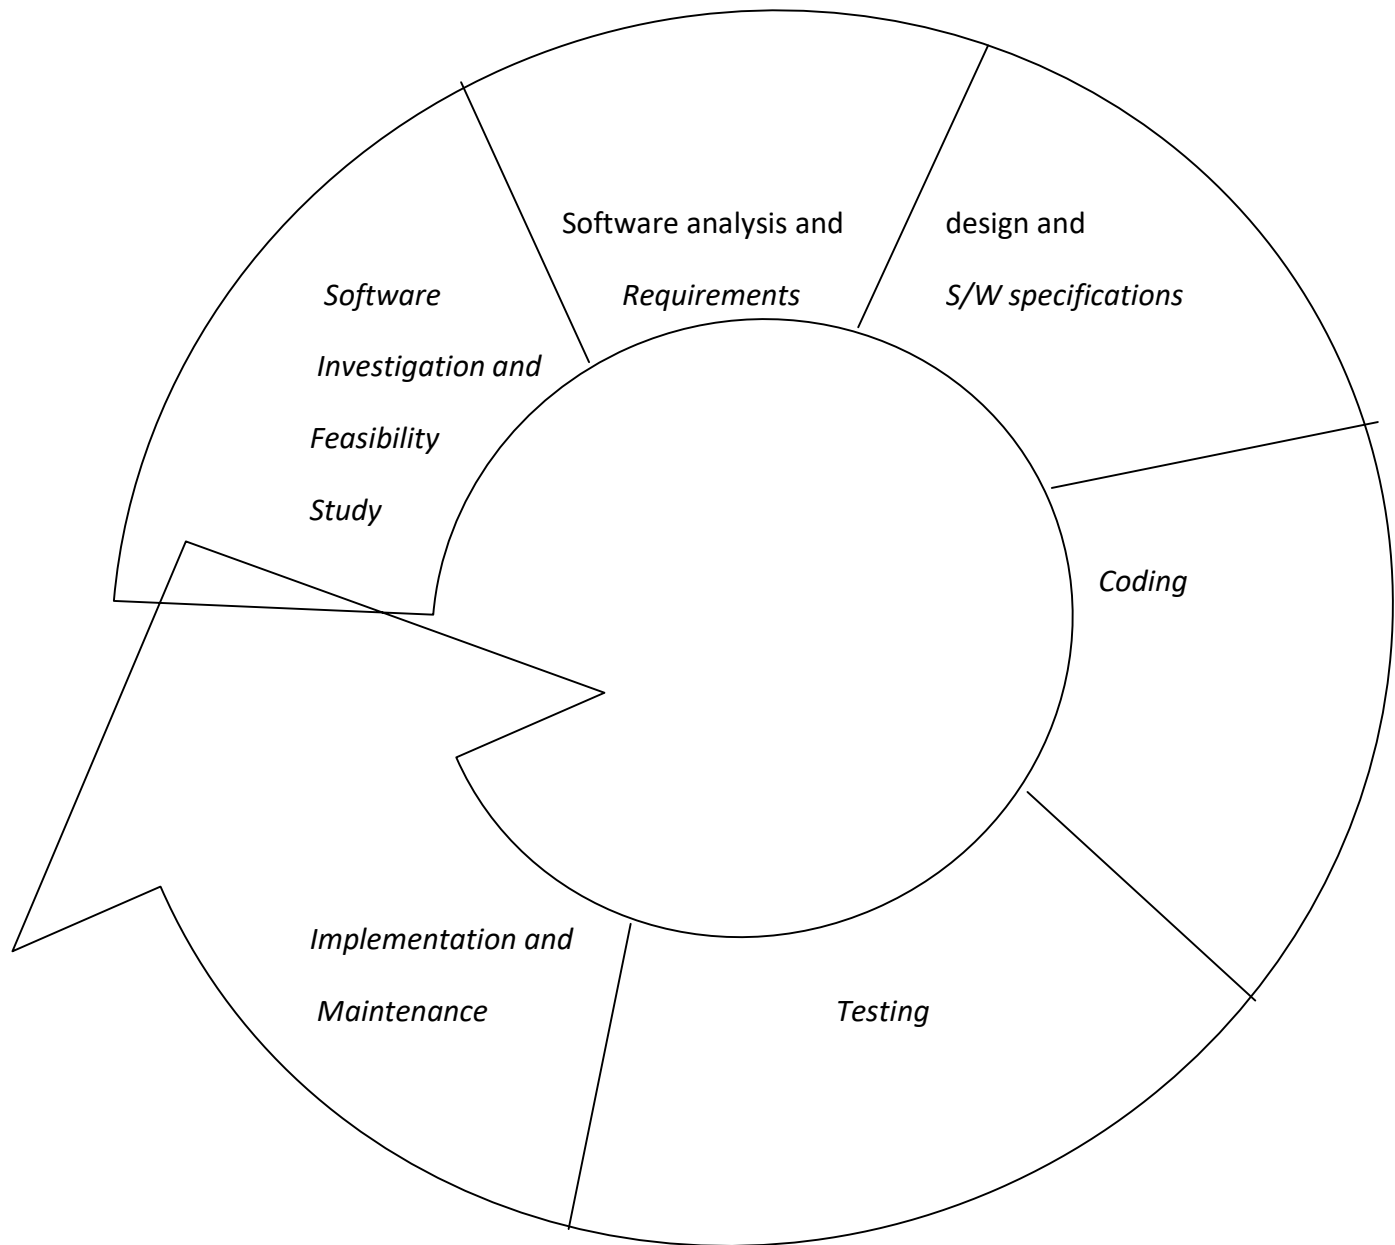 Software analysis and
Requirements
design and
S/W specifications
Software
Investigation and
Feasibility
Study
Coding
Implementation and
Maintenance
Testing